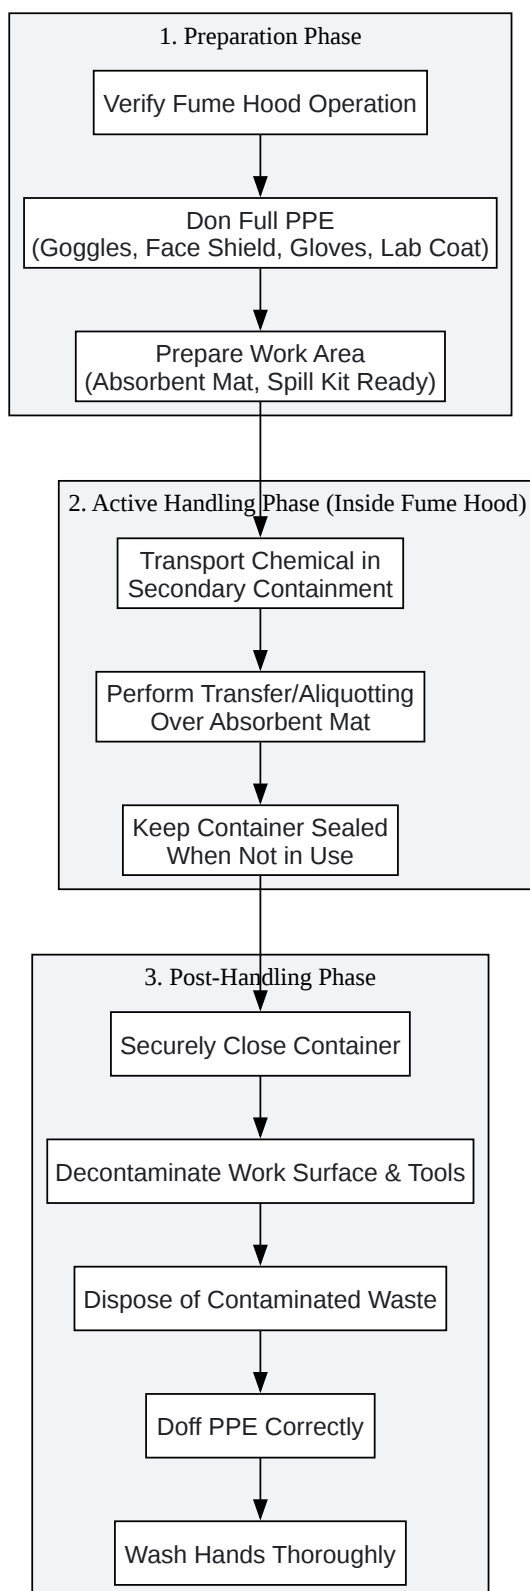 1. Preparation Phase
Verify Fume Hood Operation
Don Full PPE
(Goggles, Face Shield, Gloves, Lab Coat)
Prepare Work Area
(Absorbent Mat, Spill Kit Ready)
2. Active Handling Phase (Inside Fume Hood)
Transport Chemical in
Secondary Containment
Perform Transfer/Aliquotting
Over Absorbent Mat
Keep Container Sealed
When Not in Use
3. Post-Handling Phase
Securely Close Container
Decontaminate Work Surface & Tools
Dispose of Contaminated Waste
Doff PPE Correctly
Wash Hands Thoroughly